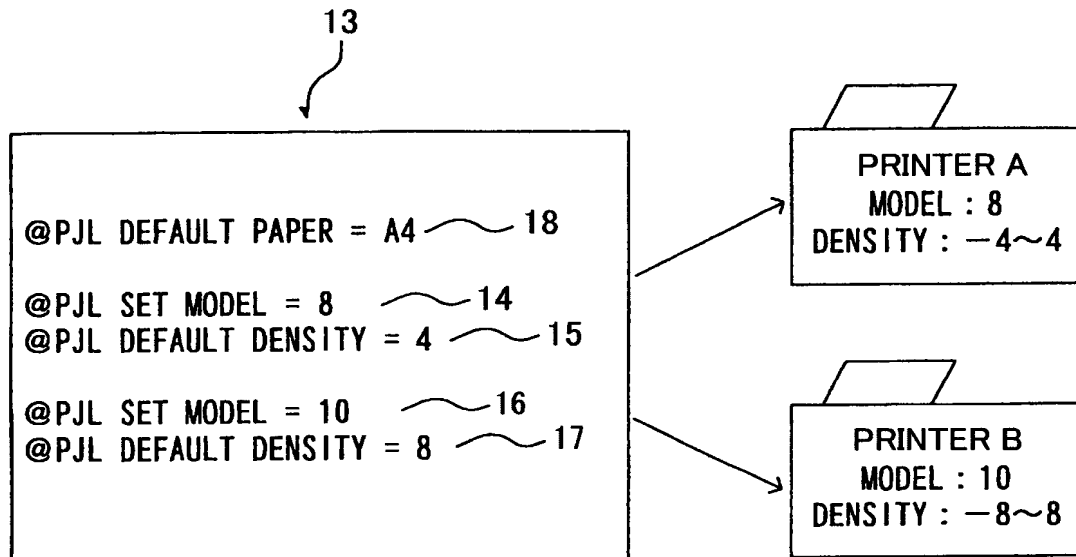 13
@PJL DEFAULT PAPER = A4 18
@PJL SET MODEL = 8 14
@PJL DEFAULT DENSITY = 4 15
@PJL SET MODEL = 10 16
@PJL DEFAULT DENSITY = 8 17
PRINTER A
MODEL : 8
DENSITY : −4～4
PRINTER B
MODEL : 10
DENSITY : −8～8